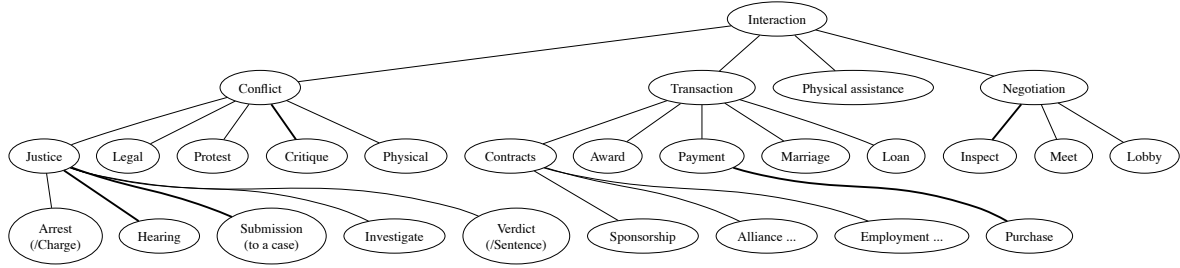 Interaction
Conflict
Transaction
Physical assistance
Negotiation
Justice
Legal
Protest
Critique
Physical
Contracts
Award
Payment
Marriage
Loan
Inspect
Meet
Lobby
Arrest
(/Charge)
Hearing
Submission
(to a case)
Investigate
Verdict
(/Sentence)
Sponsorship
Alliance ...
Employment ...
Purchase